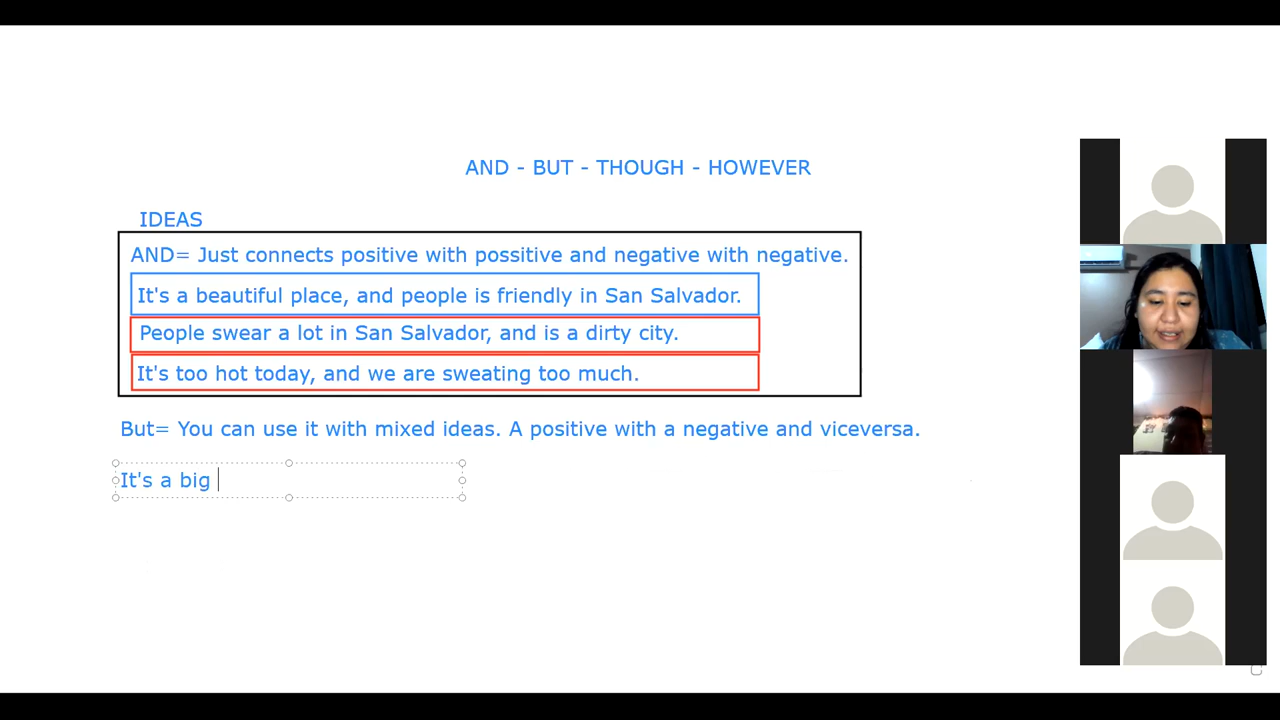 AND - BUT - THOUGH - HOWEVER
IDEAS
AND= Just connects positive with possitive and negative with negative.
It's a beautiful place, and people is friendly in San Salvador.
People swear a lot in San Salvador, and is a dirty city.
It's too hot today, and we are sweating too much.
But= You can use it with mixed ideas. A positive with a negative and viceversa.
It's a big